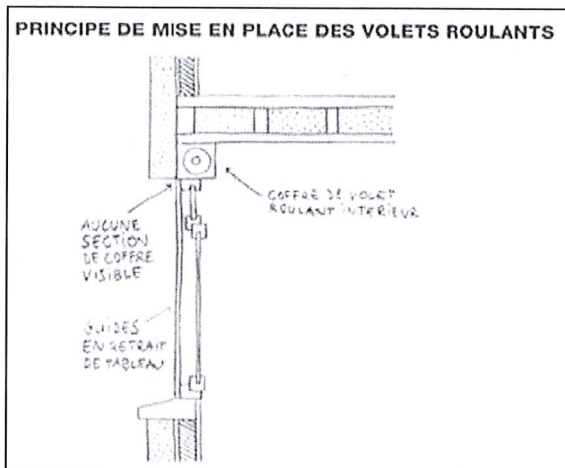 PRINCIPE DE MISE EN PLACE DES VOLETS ROULANTS
COFFRE DE VOLET
ROULANT INTERIEUR
AUCUNE
SECTION
DE COFFRE
VISIBLE
GUIDES
EN RETRAIT
DE TABLEAU